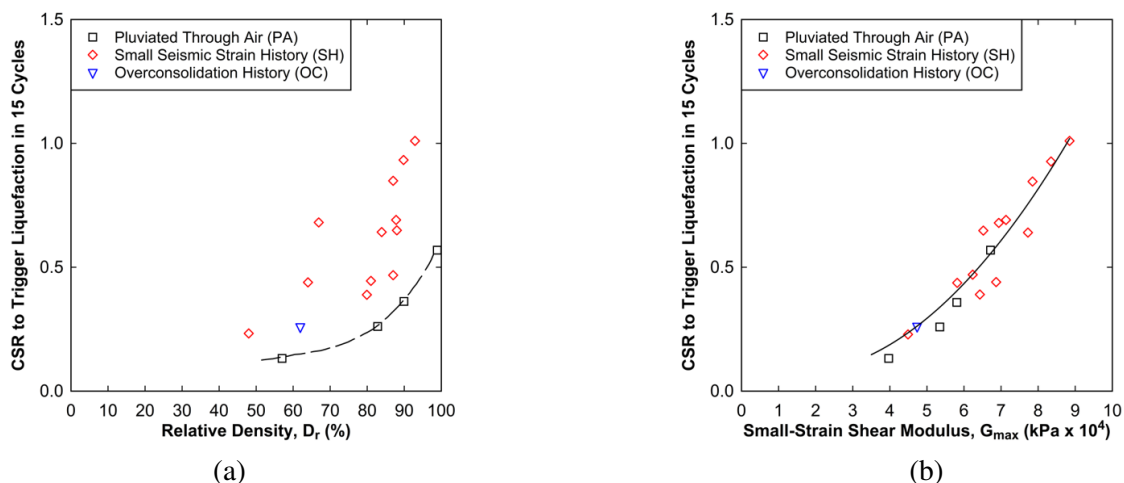 CSR to Trigger Liquefaction in 15 Cycles
1.5
1.0
0.5
0.0
Pluviated Through Air (PA)
Small Seismic Strain History (SH)
Overconsolidation History (OC)
0 10 20 30 40 50 60 70 80 90 100
Relative Density, Dr (%)
(a)
CSR to Trigger Liquefaction in 15 Cycles
1.5
1.0
0.5
0.0
Pluviated Through Air (PA)
Small Seismic Strain History (SH)
Overconsolidation History (OC)
0 1 2 3 4 5 6 7 8 9 10
Small-Strain Shear Modulus, Gmax (kPa x 10⁴)
(b)